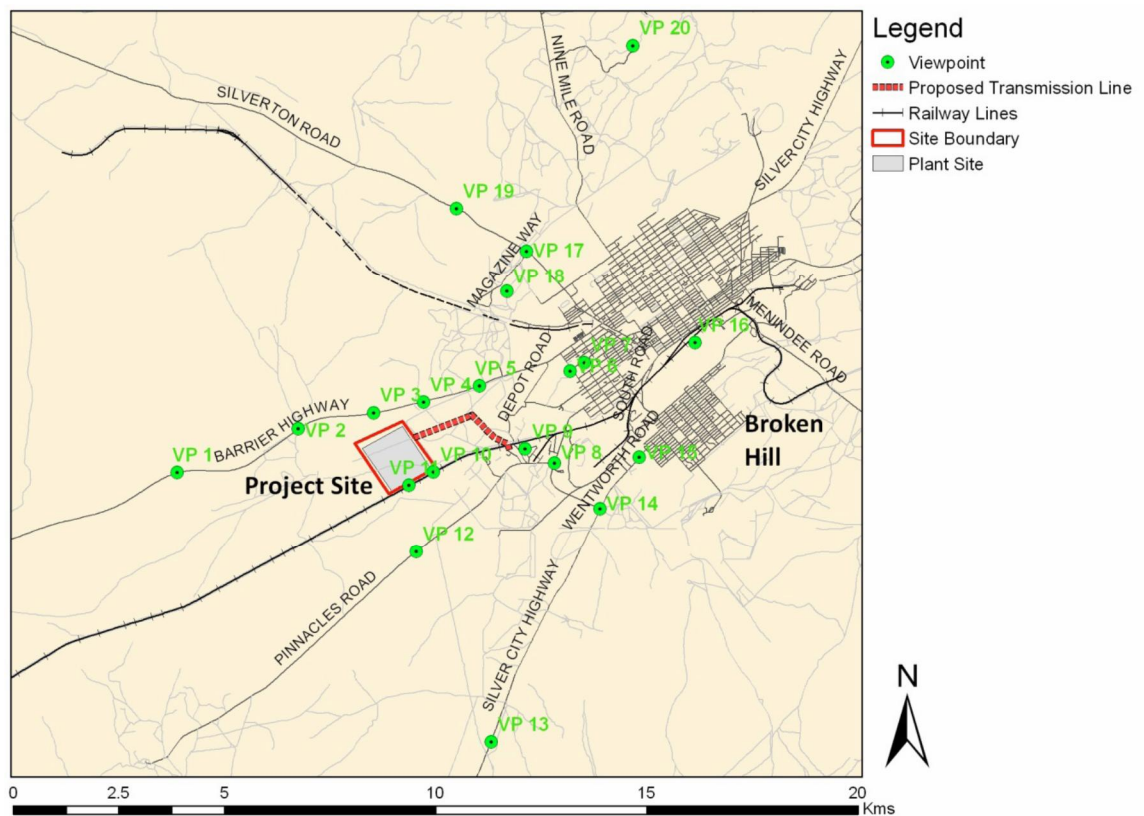 VP 20
NINE MILE ROAD
SILVER CITY HIGHWAY
SILVERTON ROAD
VP 19
MAGAZINE WAY
VP 17
VP 18
MENINDEE ROAD
VP 16
VP 7
VP 6
SOUTH ROAD
DEPOT ROAD
VP 5
VP 4
VP 3
BARRIER HIGHWAY
VP 2
VP 1
Broken
Hill
VP 9
VP 8
VP 10
VP 15
Project Site
WENTWORTH ROAD
VP 14
VP 12
PINNACLES ROAD
SILVER CITY HIGHWAY
VP 13
Legend
Viewpoint
Proposed Transmission Line
Railway Lines
Site Boundary
Plant Site
N
0 2.5 5 10 15 20
Kms